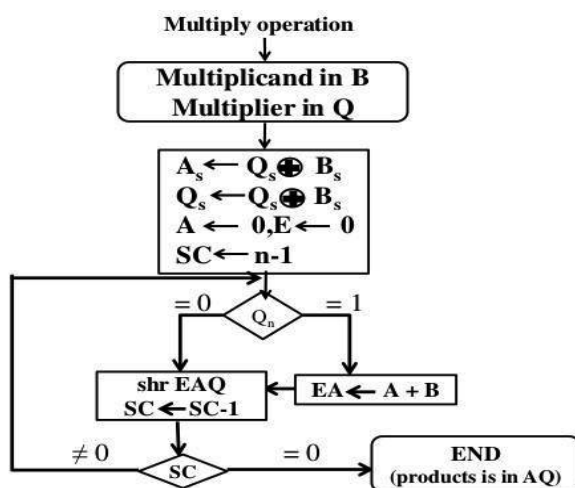 Multiply operation
Multiplicand in B
Multiplier in Q
Aₛ ← Qₛ ⊕ Bₛ
Qₛ ← Qₛ ⊕ Bₛ
A ← 0,E ← 0
SC ← n-1
= 0
Qₙ
= 1
shr EAQ
SC ← SC-1
EA ← A + B
≠ 0
SC
= 0
END
(products is in AQ)